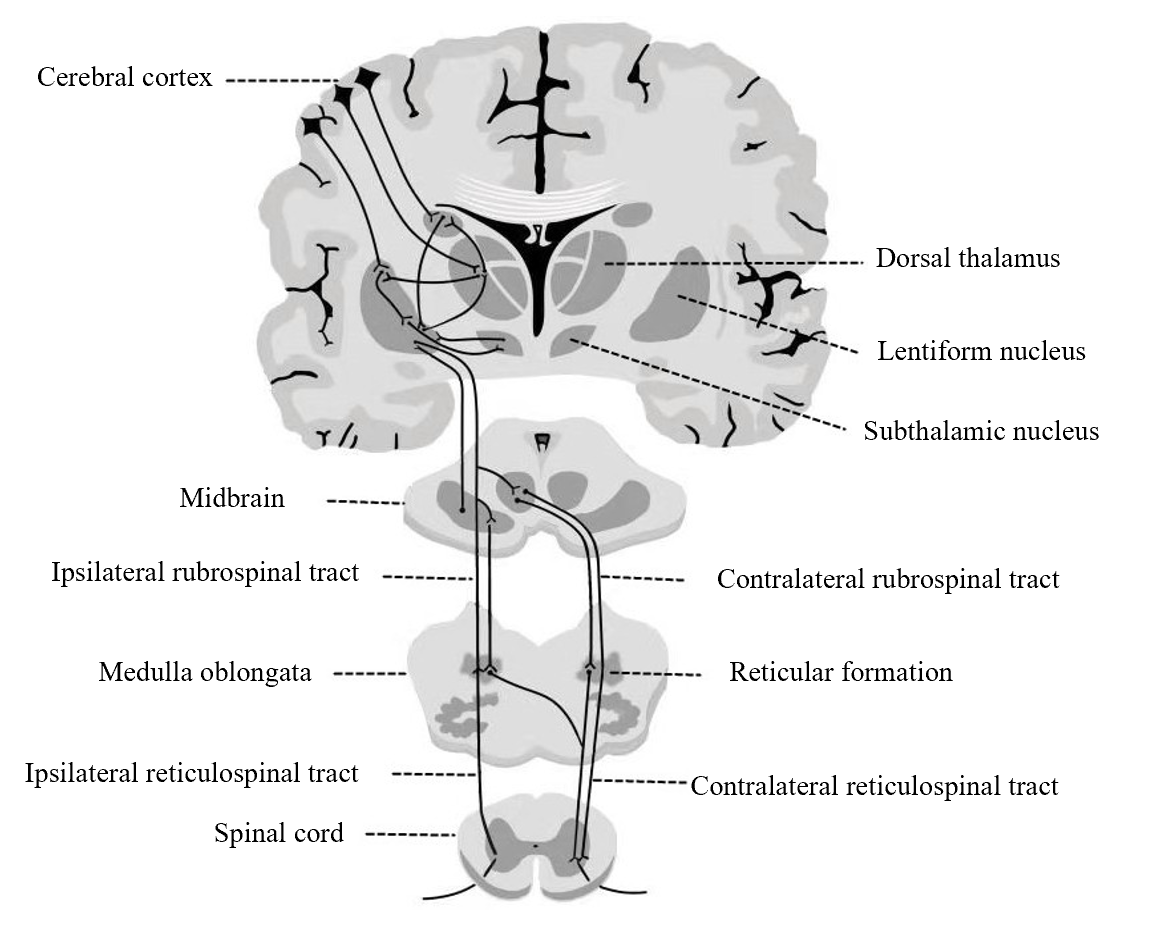 Cerebral cortex
Dorsal thalamus
Lentiform nucleus
Subthalamic nucleus
Midbrain
Ipsilateral rubrospinal tract
Contralateral rubrospinal tract
Medulla oblongata
Reticular formation
Ipsilateral reticulospinal tract
Contralateral reticulospinal tract
Spinal cord